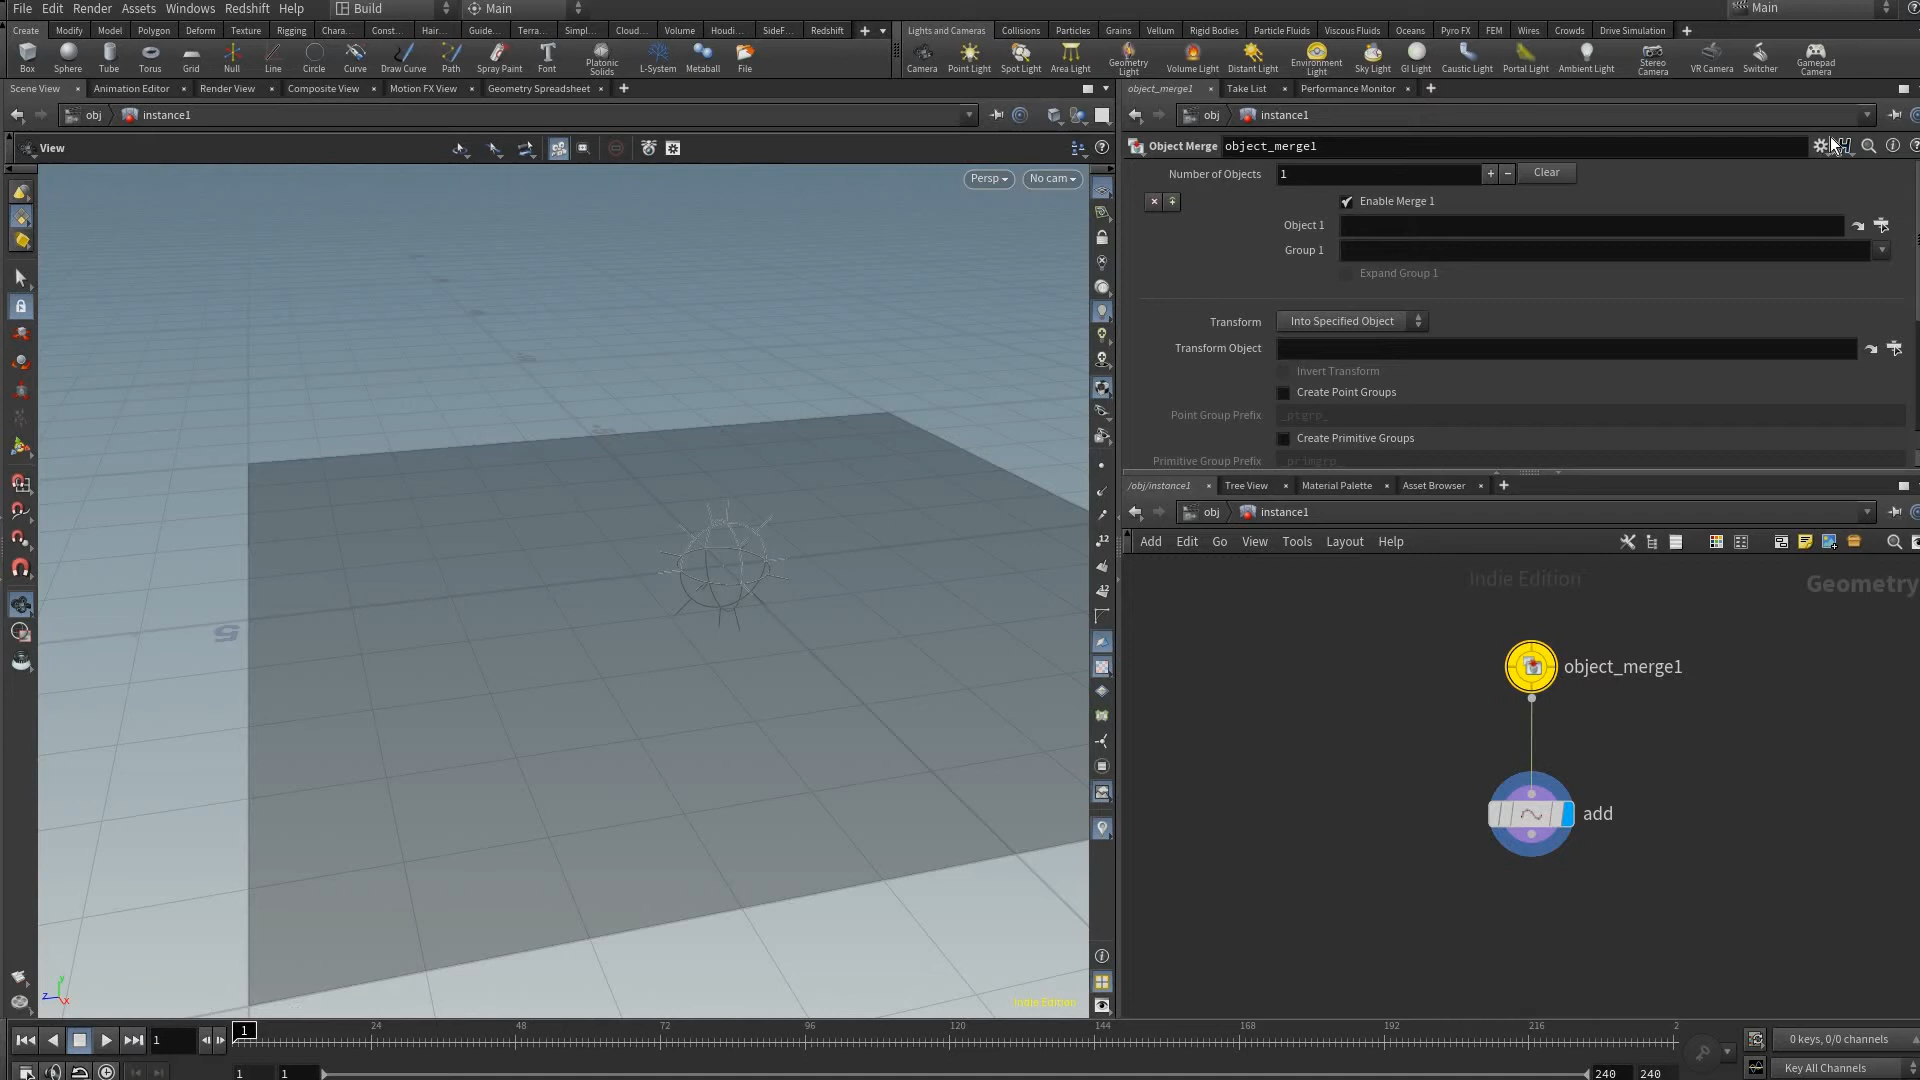 File Edit Render Assets Windows Redshift Help Build Main Main
Create Modify Model Polygon Deform Texture Rigging Chara... Const... Hair... Guide... Terra... Simpl... Cloud... Volume Houdi... SideF... Redshift
Lights and Cameras Collisions Particles Grains Vellum Rigid Bodies Particle Fluids Viscous Fluids Oceans Pyro FX FEM Wires Crowds Drive Simulation
Box Sphere Tube Torus Grid Null Line Circle Curve Draw Curve Path Spray Paint Font Platonic Solids L-System Metaball File
Camera Point Light Spot Light Area Light Geometry Light Volume Light Distant Light Environment Light Sky Light GI Light Caustic Light Portal Light Ambient Light Stereo Camera VR Camera Switcher Gamepad Camera
Scene View Animation Editor Render View Composite View Motion FX View Geometry Spreadsheet
obj instance1
View
Persp No cam
5
z y x
Indie Edition
object_merge1 Take List Performance Monitor
obj instance1
Object Merge object_merge1
Number of Objects 1 Clear
Enable Merge 1
Object 1
Group 1
Expand Group 1
Transform Into Specified Object
Transform Object
Invert Transform
Create Point Groups
Point Group Prefix _ptgrp_
Create Primitive Groups
Primitive Group Prefix _primgrp_
/obj/instance1 Tree View Material Palette Asset Browser
obj instance1
Add Edit Go View Tools Layout Help
Indie Edition Geometry
object_merge1
add
1 1 24 48 72 96 120 144 168 192 216 2
0 keys, 0/0 channels
1 1 240 240 Key All Channels